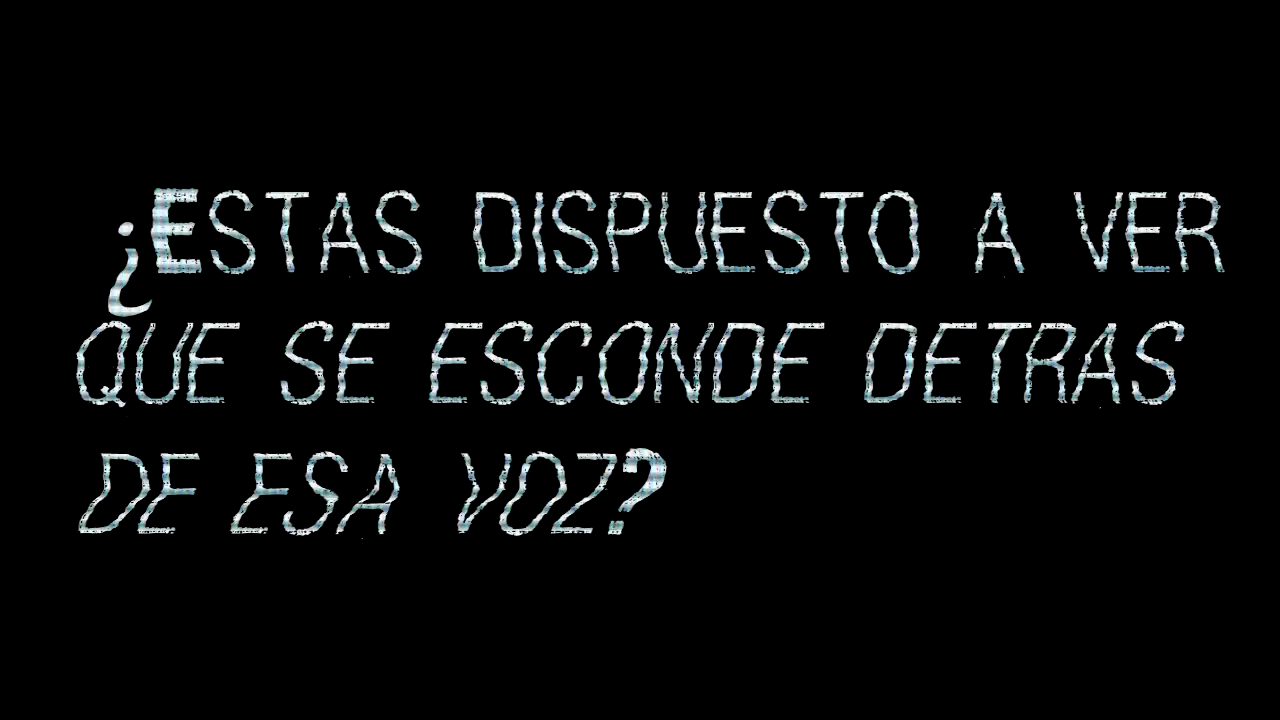 ¿ESTAS DISPUESTO A VER
QUE SE ESCONDE DETRAS
DE ESA VOZ?